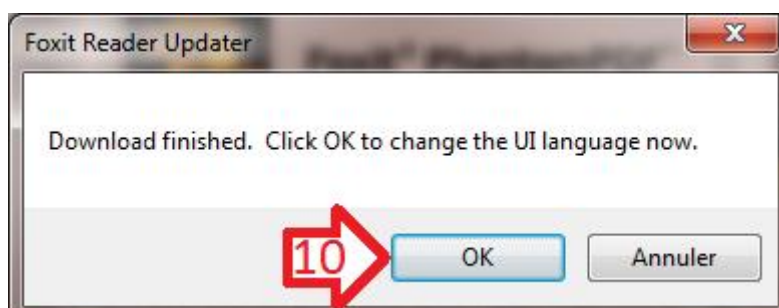 Foxit Reader Updater
Download finished. Click OK to change the UI language now.
10
OK
Annuler